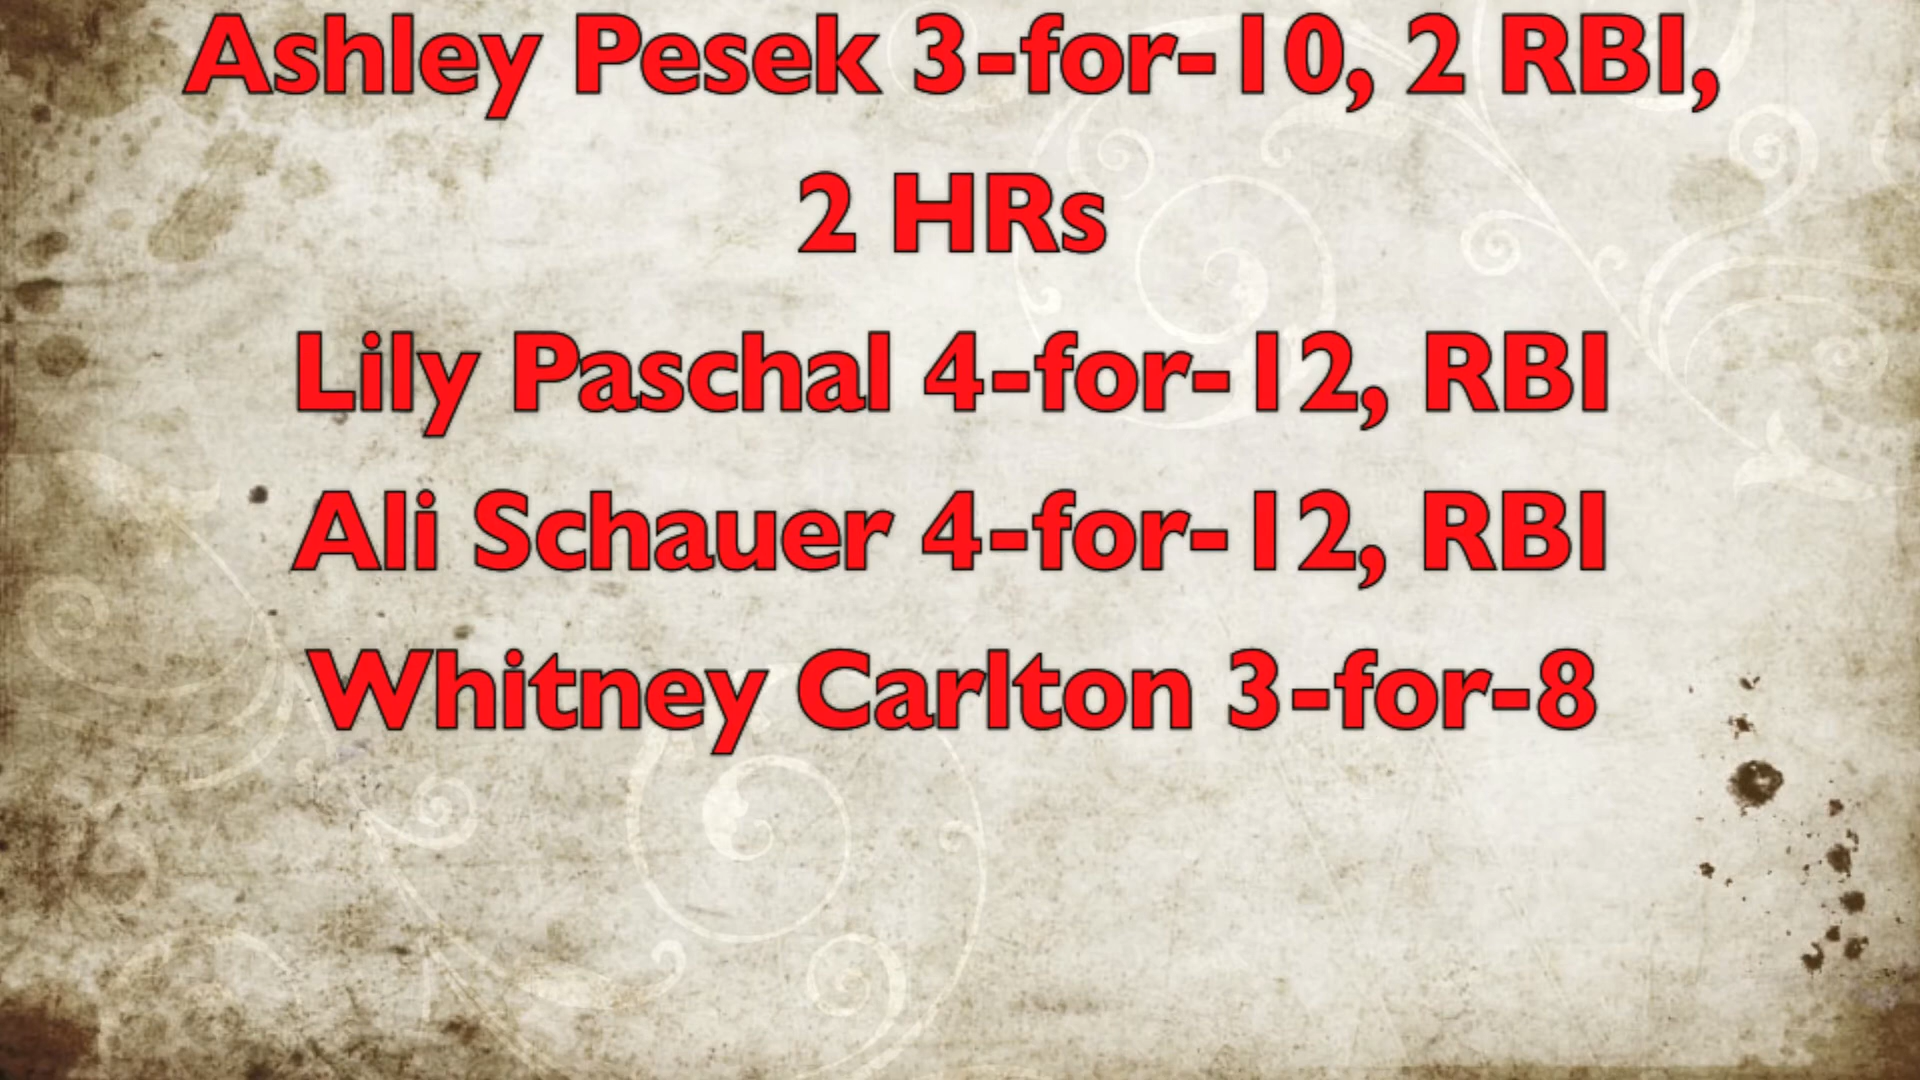 Ashley Pesek 3-for-10, 2 RBI,
2 HRs
Lily Paschal 4-for-12, RBI
Ali Schauer 4-for-12, RBI
Whitney Carlton 3-for-8